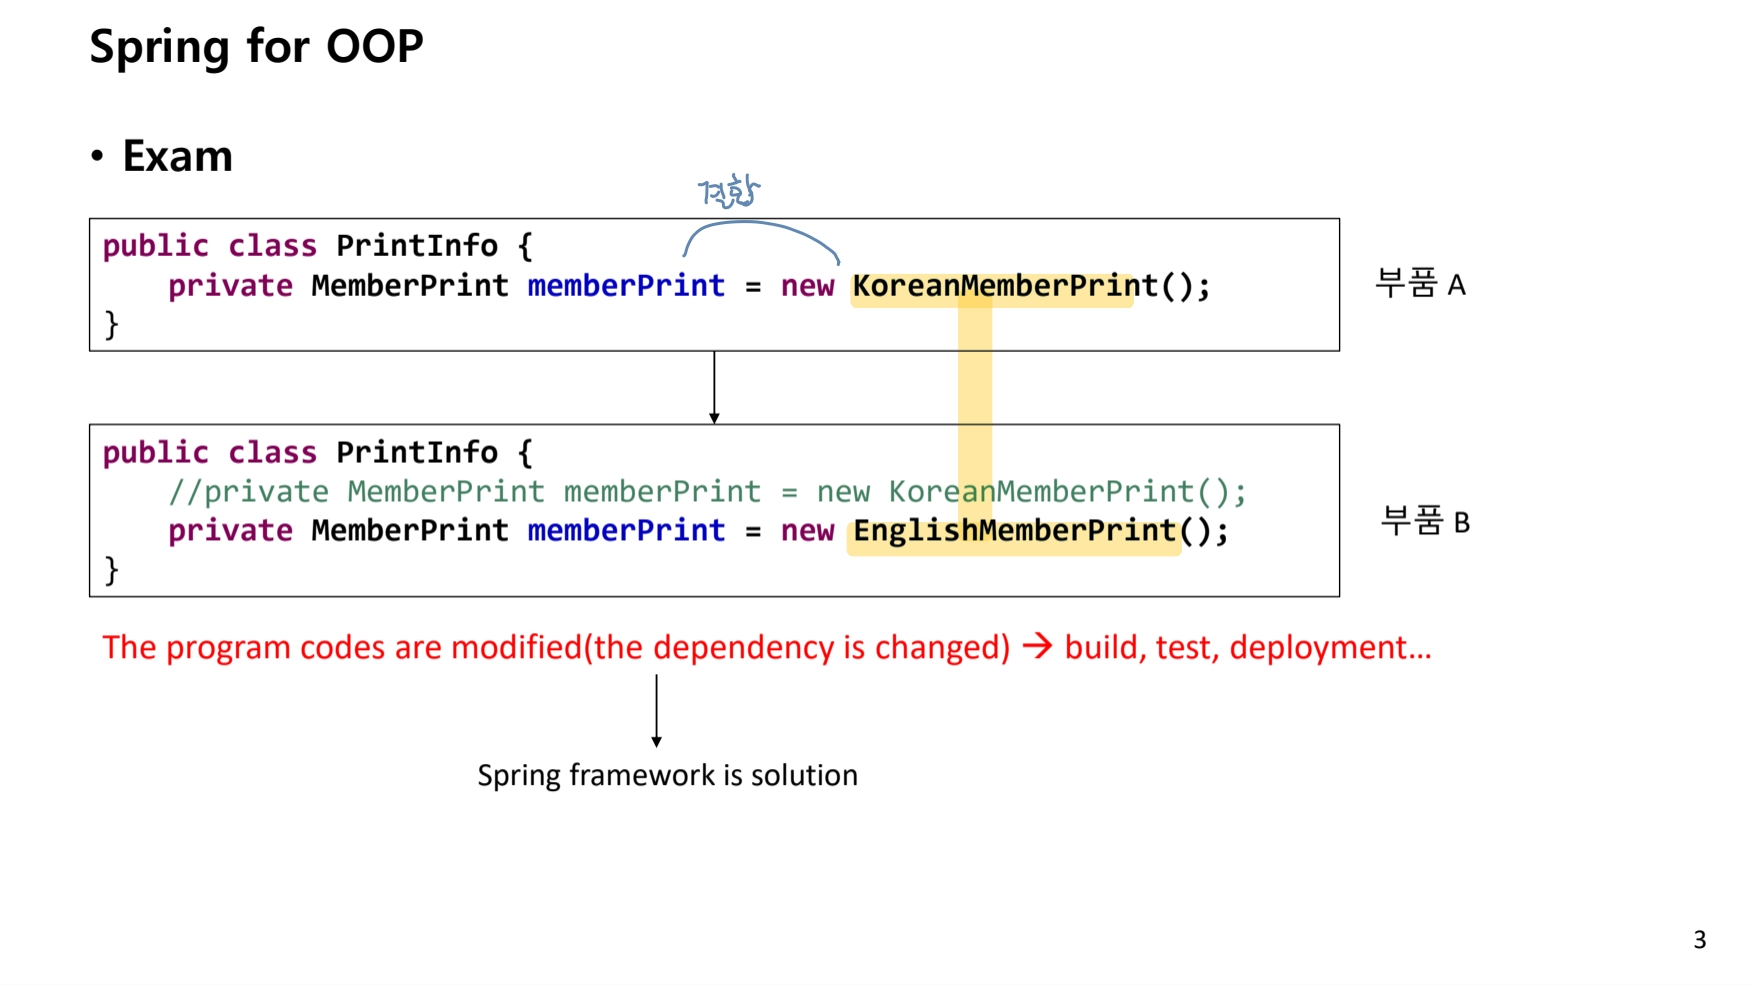 Spring for OOP
• Exam
결합
public class PrintInfo {
private MemberPrint memberPrint = new KoreanMemberPrint();
}
부품 A
public class PrintInfo {
//private MemberPrint memberPrint = new KoreanMemberPrint();
private MemberPrint memberPrint = new EnglishMemberPrint();
}
부품 B
The program codes are modified(the dependency is changed) → build, test, deployment...
Spring framework is solution
3